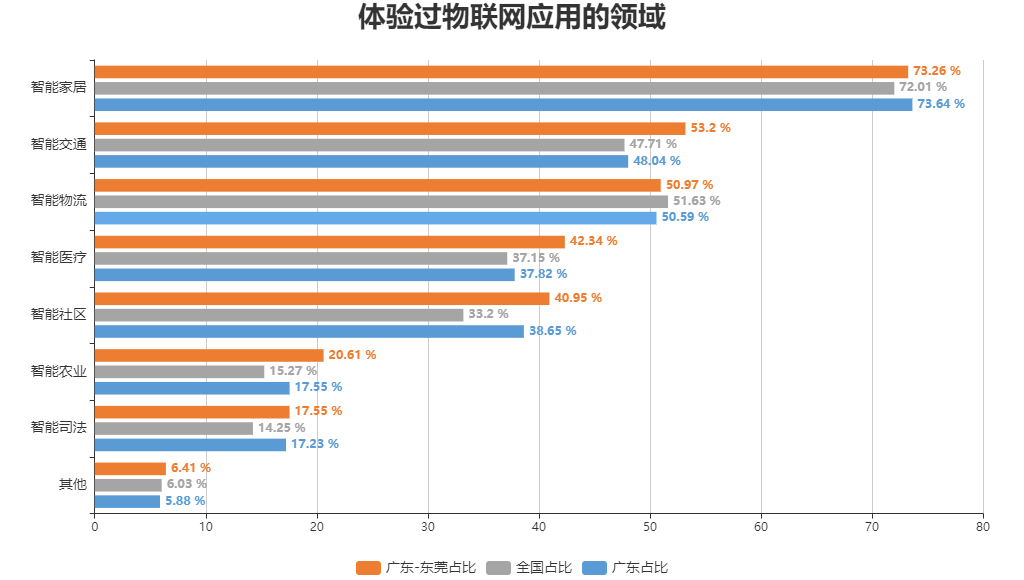 体验过物联网应用的领域
智能家居
73.26 %
72.01 %
73.64 %
智能交通
53.2 %
47.71 %
48.04 %
智能物流
50.97 %
51.63 %
50.59 %
智能医疗
42.34 %
37.15 %
37.82 %
智能社区
40.95 %
33.2 %
38.65 %
智能农业
20.61 %
15.27 %
17.55 %
智能司法
17.55 %
14.25 %
17.23 %
其他
6.41 %
6.03 %
5.88 %
0 10 20 30 40 50 60 70 80
广东-东莞占比 全国占比 广东占比